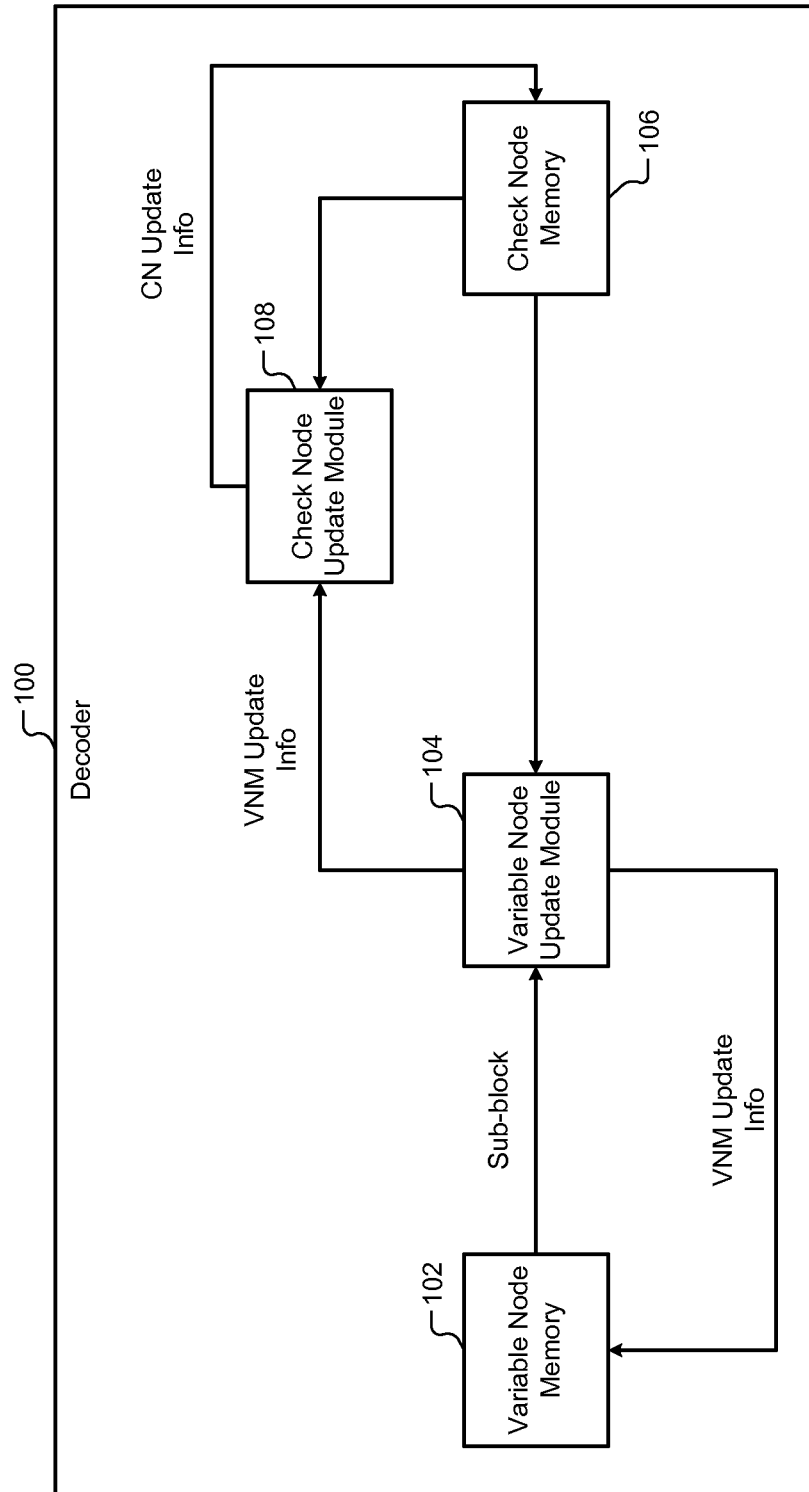 100
Decoder
CN Update
Info
108
VNM Update
Info
Check Node
Update Module
102
Variable Node
Memory
Sub-block
104
Variable Node
Update Module
Check Node
Memory
106
VNM Update
Info